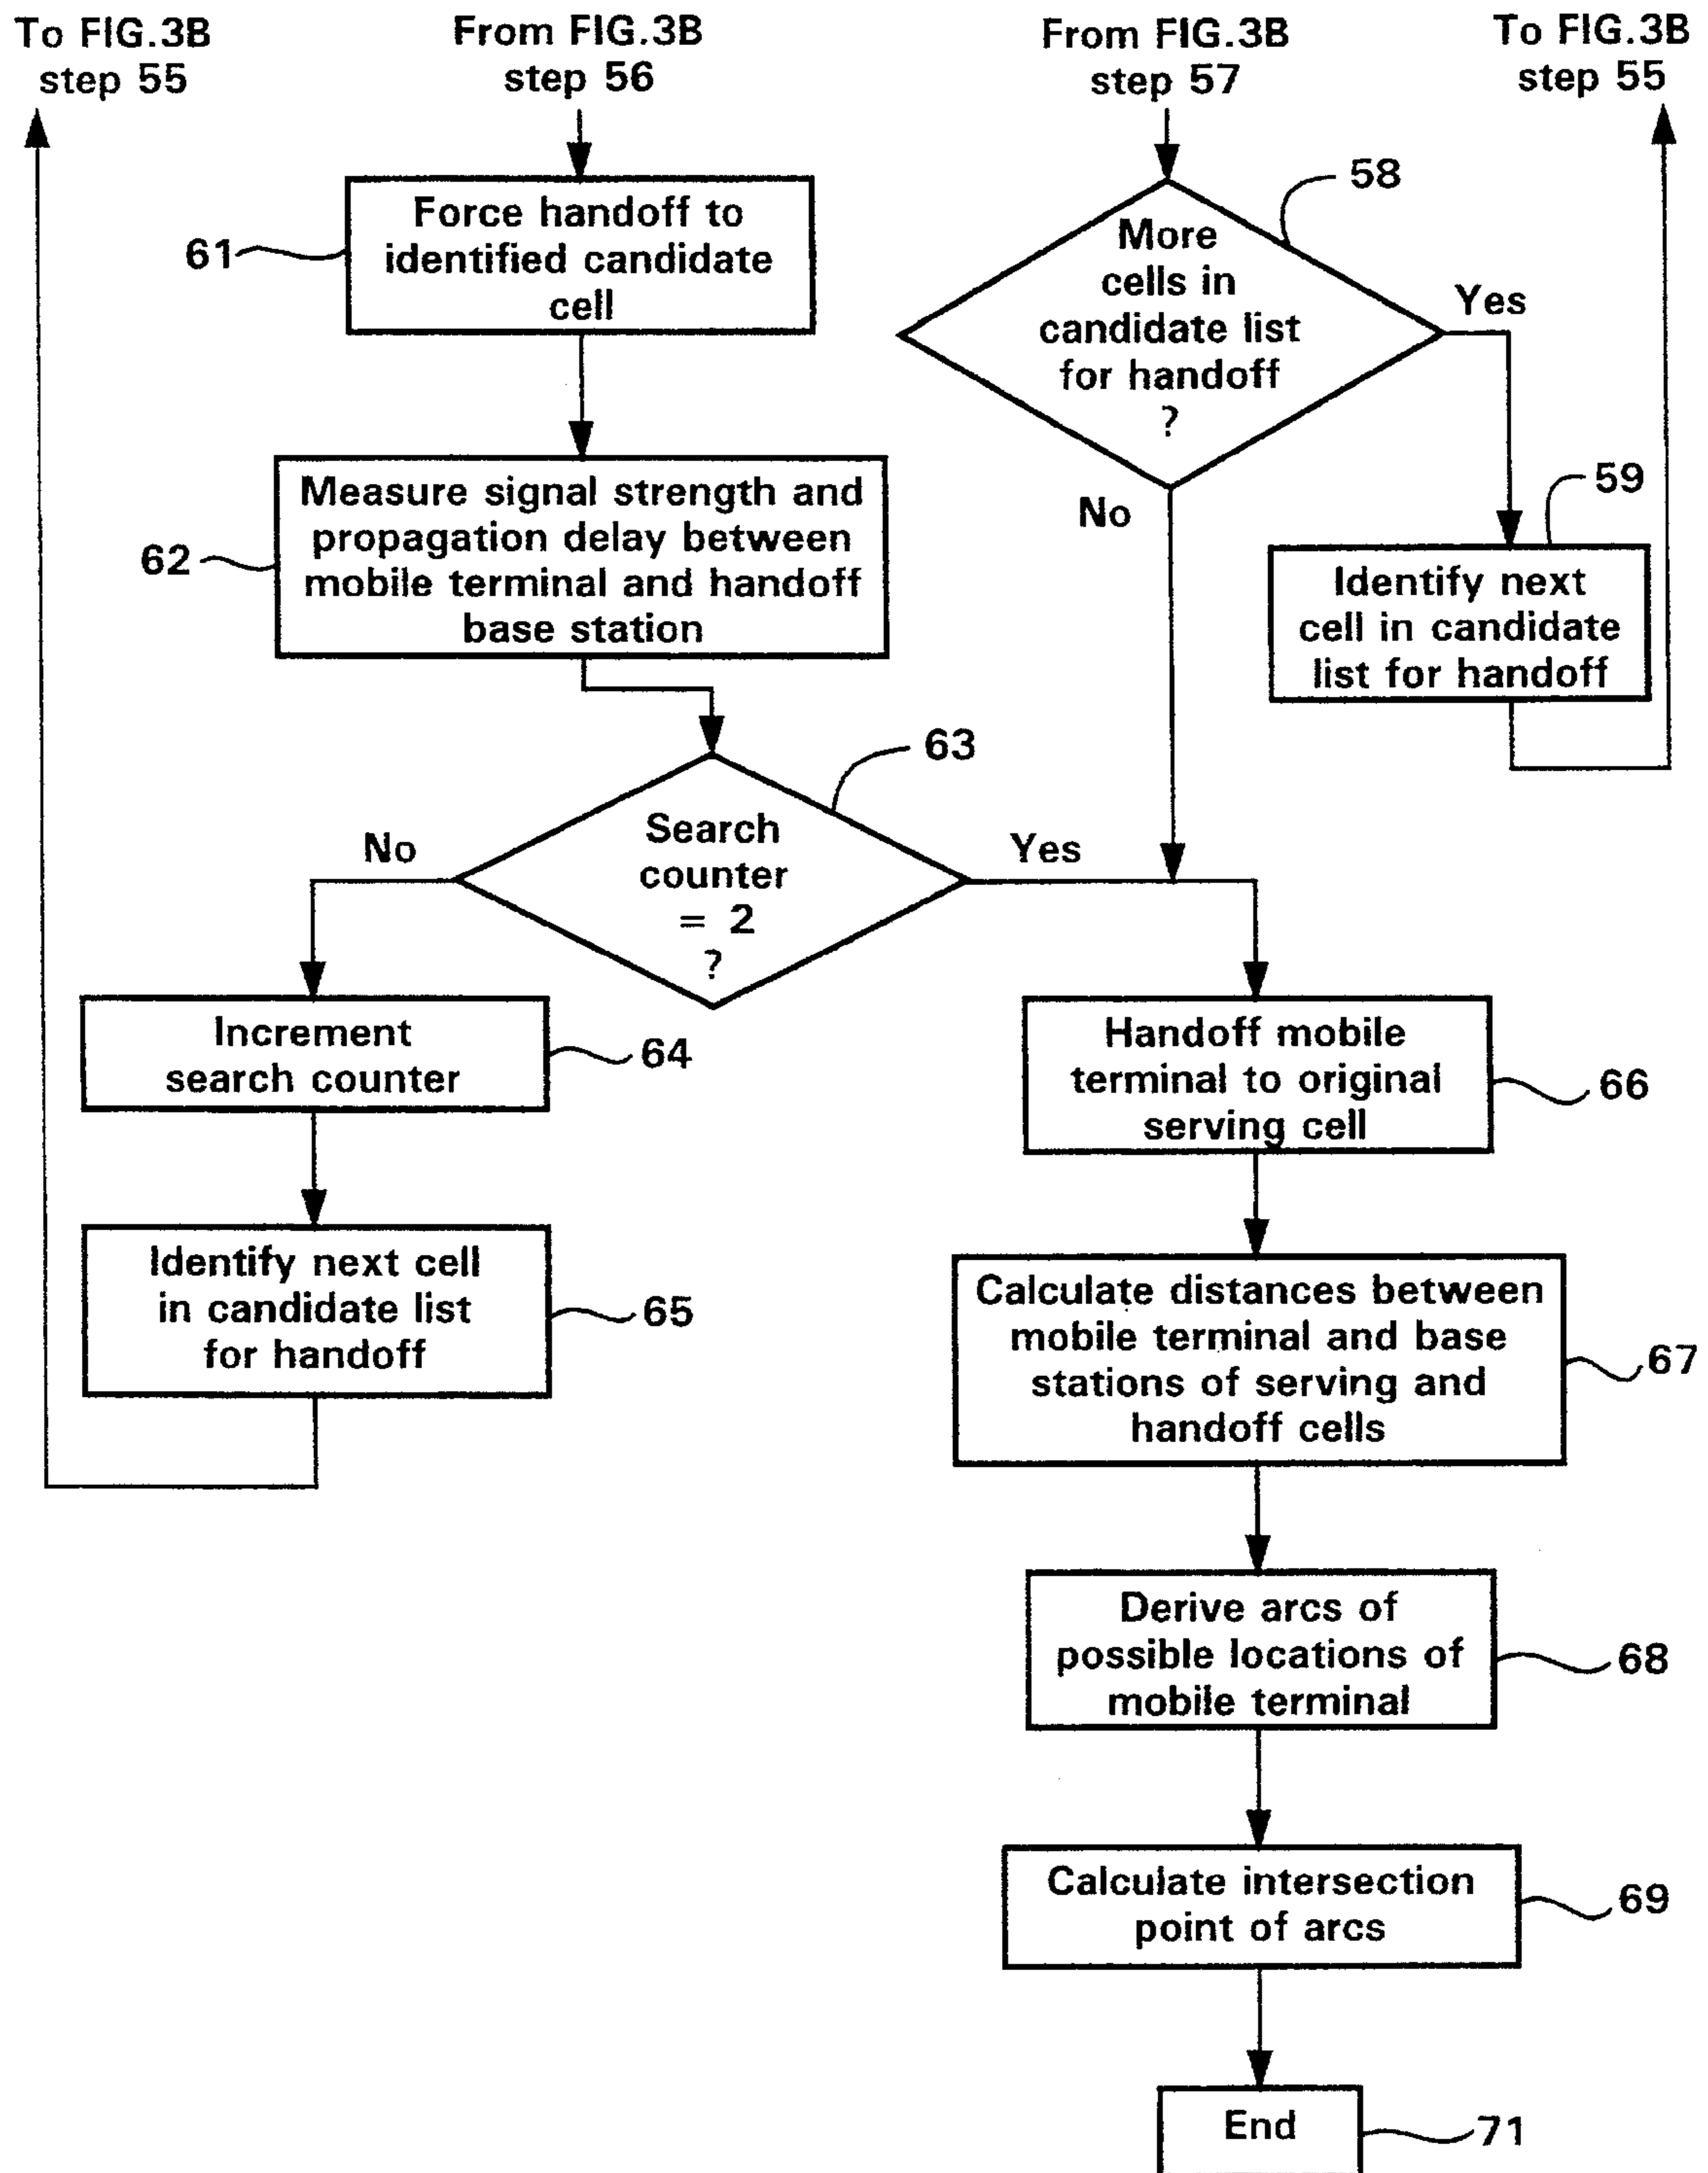 To FIG.3B
step 55
From FIG.3B
step 56
From FIG.3B
step 57
To FIG.3B
step 55
61
Force handoff to
identified candidate
cell
58
More
cells in
candidate list
for handoff
?
Yes
No
62
Measure signal strength and
propagation delay between
mobile terminal and handoff
base station
59
Identify next
cell in candidate
list for handoff
63
Search
counter
= 2
?
No
Yes
Increment
search counter
64
Handoff mobile
terminal to original
serving cell
66
Identify next cell
in candidate list
for handoff
65
Calculate distances between
mobile terminal and base
stations of serving and
handoff cells
67
Derive arcs of
possible locations of
mobile terminal
68
Calculate intersection
point of arcs
69
End
71